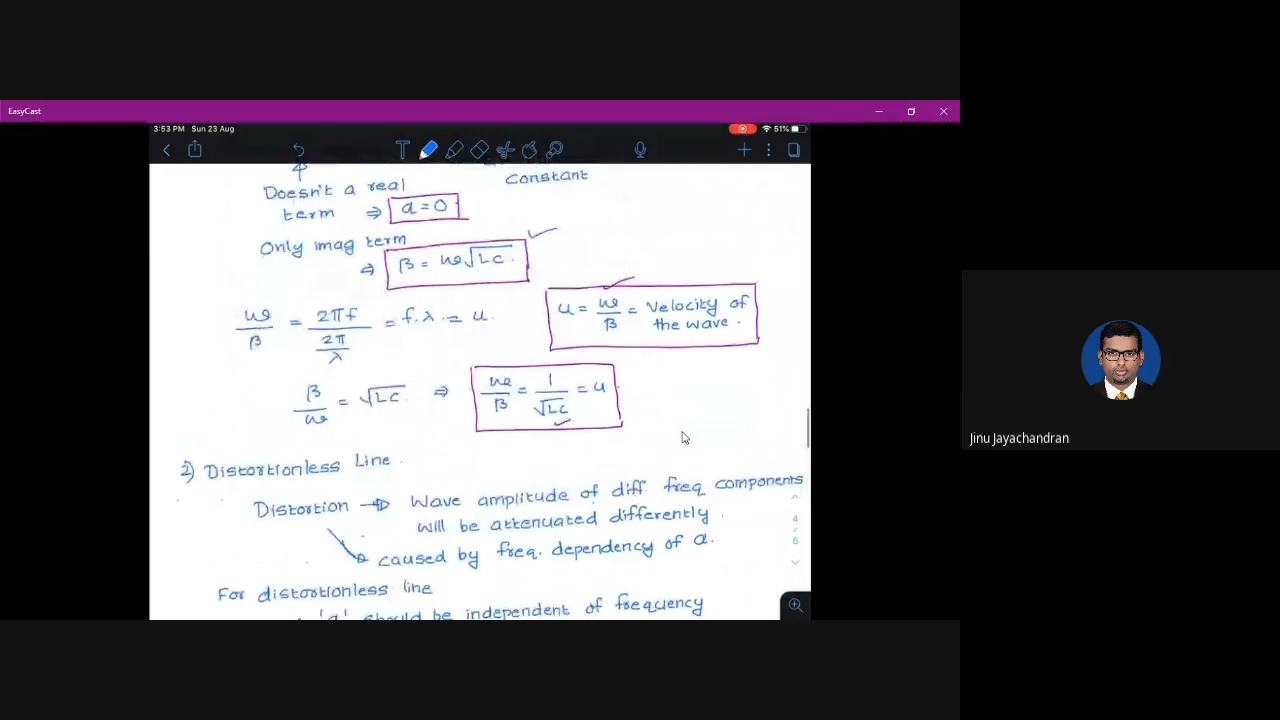 EasyCast
3:53 PM Sun 23 Aug
51%
T
constant
Doesn't a real
term ⇒ α = 0
Only imag term
⇒ β = ω√LC.
ω/β = 2πf/(2π/λ) = f.λ = u.
u = ω/β = Velocity of
the wave.
β/ω = √LC. ⇒ ω/β = 1/√LC = u
2) Distortionless Line.
Distortion → Wave amplitude of diff. freq components
will be attenuated differently.
caused by freq. dependency of α.
For distortionless line
'α' should be independent of frequency
4
/
6
Jinu Jayachandran